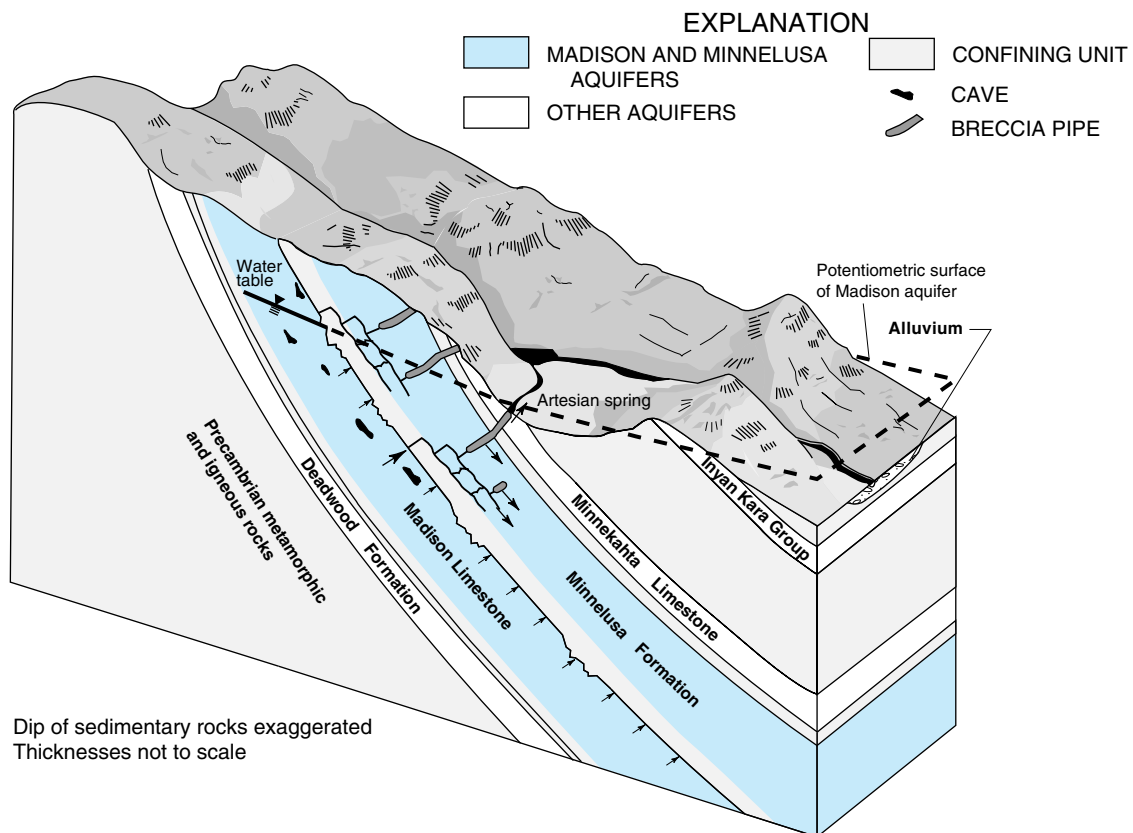 EXPLANATION
MADISON AND MINNELUSA
AQUIFERS
OTHER AQUIFERS
CONFINING UNIT
CAVE
BRECCIA PIPE
Water
table
Potentiometric surface
of Madison aquifer
Alluvium
Artesian spring
Precambrian metamorphic
and igneous rocks
Deadwood Formation
Madison Limestone
Minnelusa Formation
Minnekahta Limestone
Inyan Kara Group
Dip of sedimentary rocks exaggerated
Thicknesses not to scale